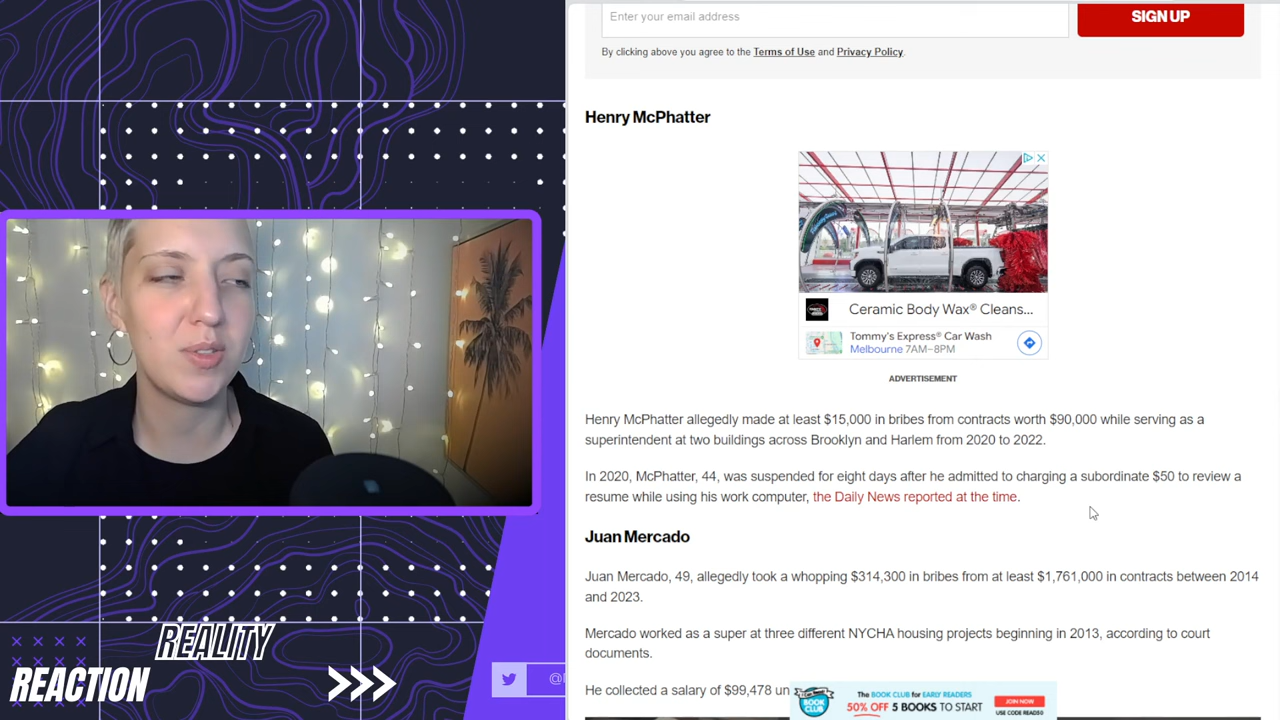 Enter your email address
SIGN UP
By clicking above you agree to the Terms of Use and Privacy Policy.
Henry McPhatter
Ceramic Body Wax® Cleans...
Tommy's Express® Car Wash
Melbourne 7AM–8PM
ADVERTISEMENT
Henry McPhatter allegedly made at least $15,000 in bribes from contracts worth $90,000 while serving as a
superintendent at two buildings across Brooklyn and Harlem from 2020 to 2022.
In 2020, McPhatter, 44, was suspended for eight days after he admitted to charging a subordinate $50 to review a
resume while using his work computer, the Daily News reported at the time.
Juan Mercado
Juan Mercado, 49, allegedly took a whopping $314,300 in bribes from at least $1,761,000 in contracts between 2014
and 2023.
Mercado worked as a super at three different NYCHA housing projects beginning in 2013, according to court
documents.
He collected a salary of $99,478 un
BOOK CLUB
The BOOK CLUB for EARLY READERS
50% OFF 5 BOOKS TO START
JOIN NOW
USE CODE READ50
REALITY
REACTION